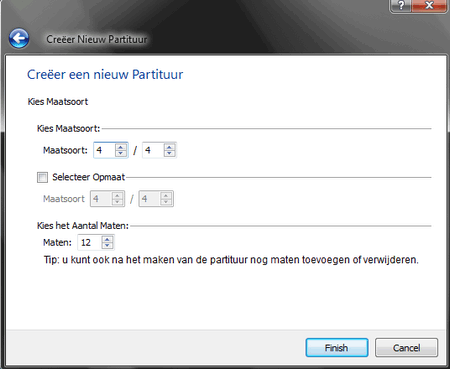 Creëer Nieuw Partituur
Creëer een nieuw Partituur
Kies Maatsoort
Kies Maatsoort:
Maatsoort: 4 / 4
Selecteer Opmaat
Maatsoort 4 / 4
Kies het Aantal Maten:
Maten: 12
Tip: u kunt ook na het maken van de partituur nog maten toevoegen of verwijderen.
Finish Cancel